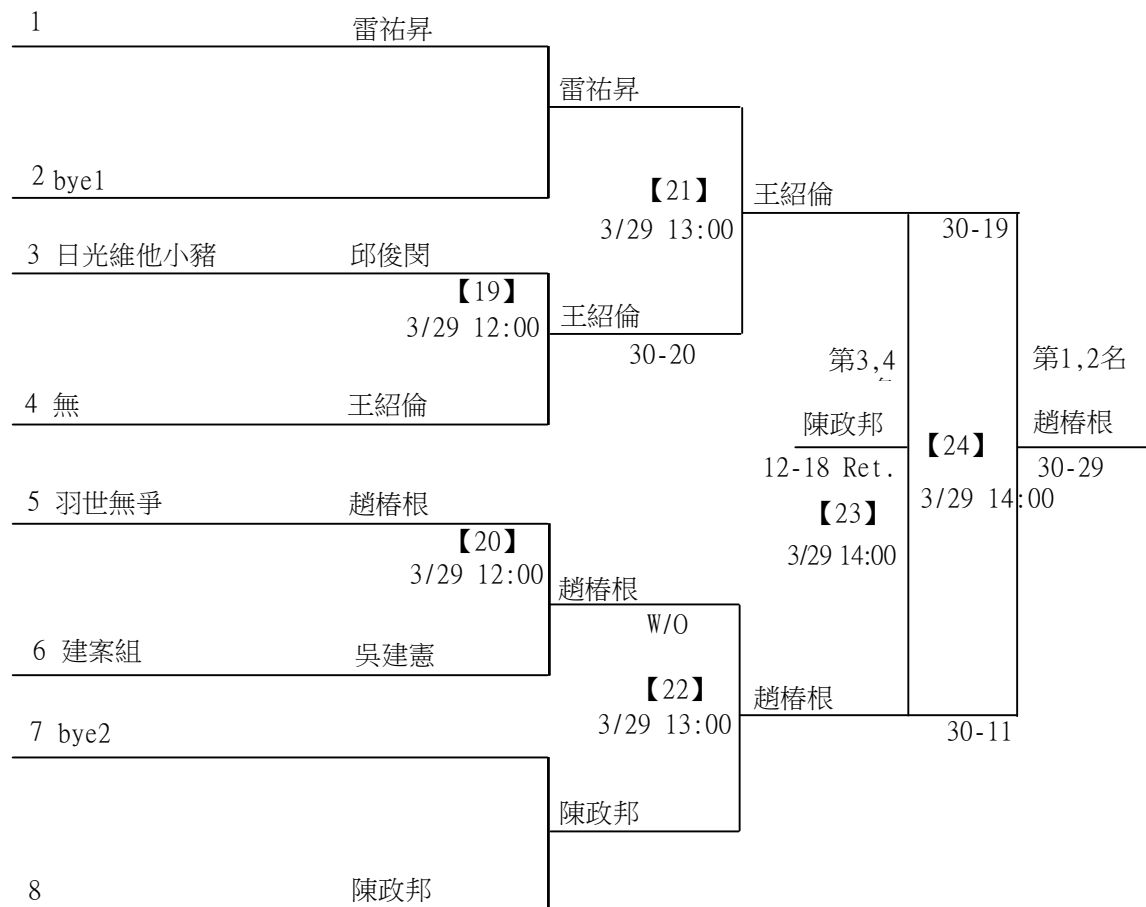 1 雷祐昇
雷祐昇
2 bye1
【21】
王紹倫
3/29 13:00
30-19
3 日光維他小豬 邱俊閔
【19】
3/29 12:00
王紹倫
30-20
第3,4
第1,2名
4 無 王紹倫
陳政邦
【24】
趙椿根
12-18 Ret.
30-29
5 羽世無爭 趙椿根
【23】
3/29 14:00
【20】
3/29 12:00
3/29 14:00
趙椿根
W/O
6 建案組 吳建憲
【22】
趙椿根
3/29 13:00
30-11
7 bye2
陳政邦
8 陳政邦